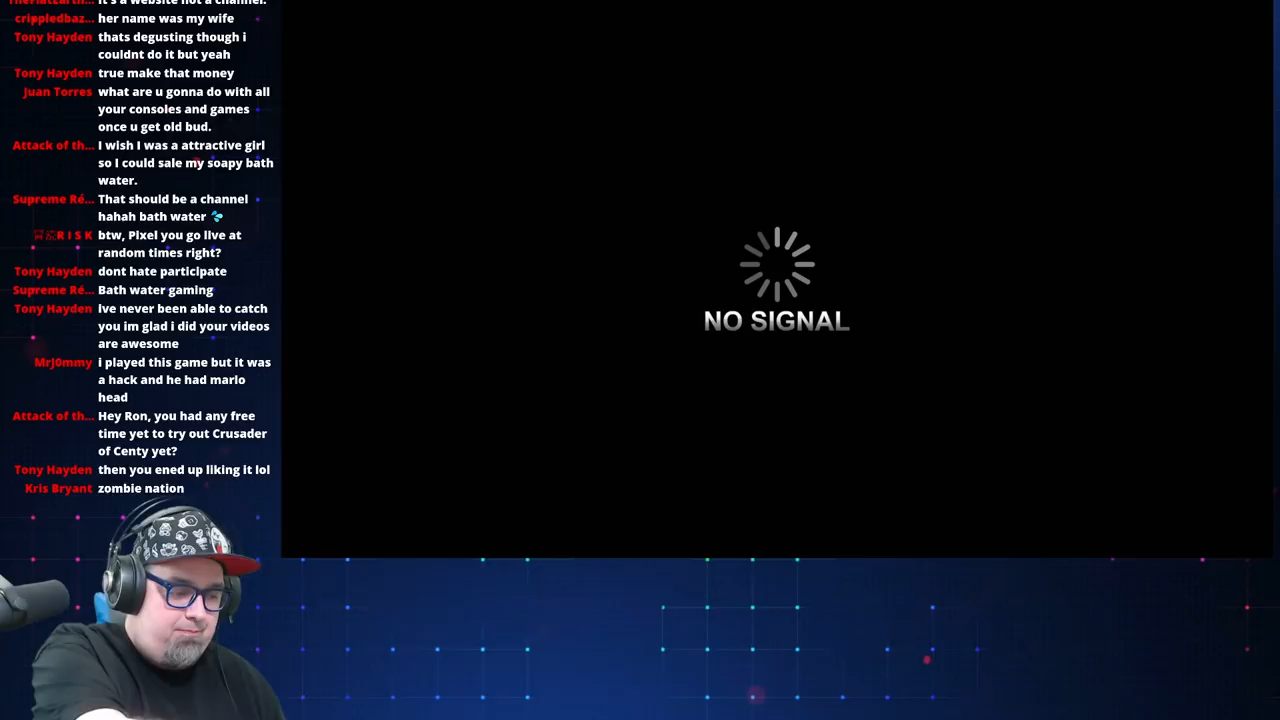 it's a website not a channel.
crippledbaz... her name was my wife
Tony Hayden thats degusting though i
couldnt do it but yeah
Tony Hayden true make that money
Juan Torres what are u gonna do with all
your consoles and games
once u get old bud.
Attack of th... I wish I was a attractive girl
so I could sale my soapy bath
water.
Supreme Ré... That should be a channel
hahah bath water 💦
R I S K btw, PIxel you go live at
random times right?
Tony Hayden dont hate participate
Supreme Ré... Bath water gaming
Tony Hayden Ive never been able to catch
you im glad i did your videos
are awesome
MrJ0mmy i played this game but it was
a hack and he had marlo
head
Attack of th... Hey Ron, you had any free
time yet to try out Crusader
of Centy yet?
Tony Hayden then you ened up liking it lol
Kris Bryant zombie nation
NO SIGNAL